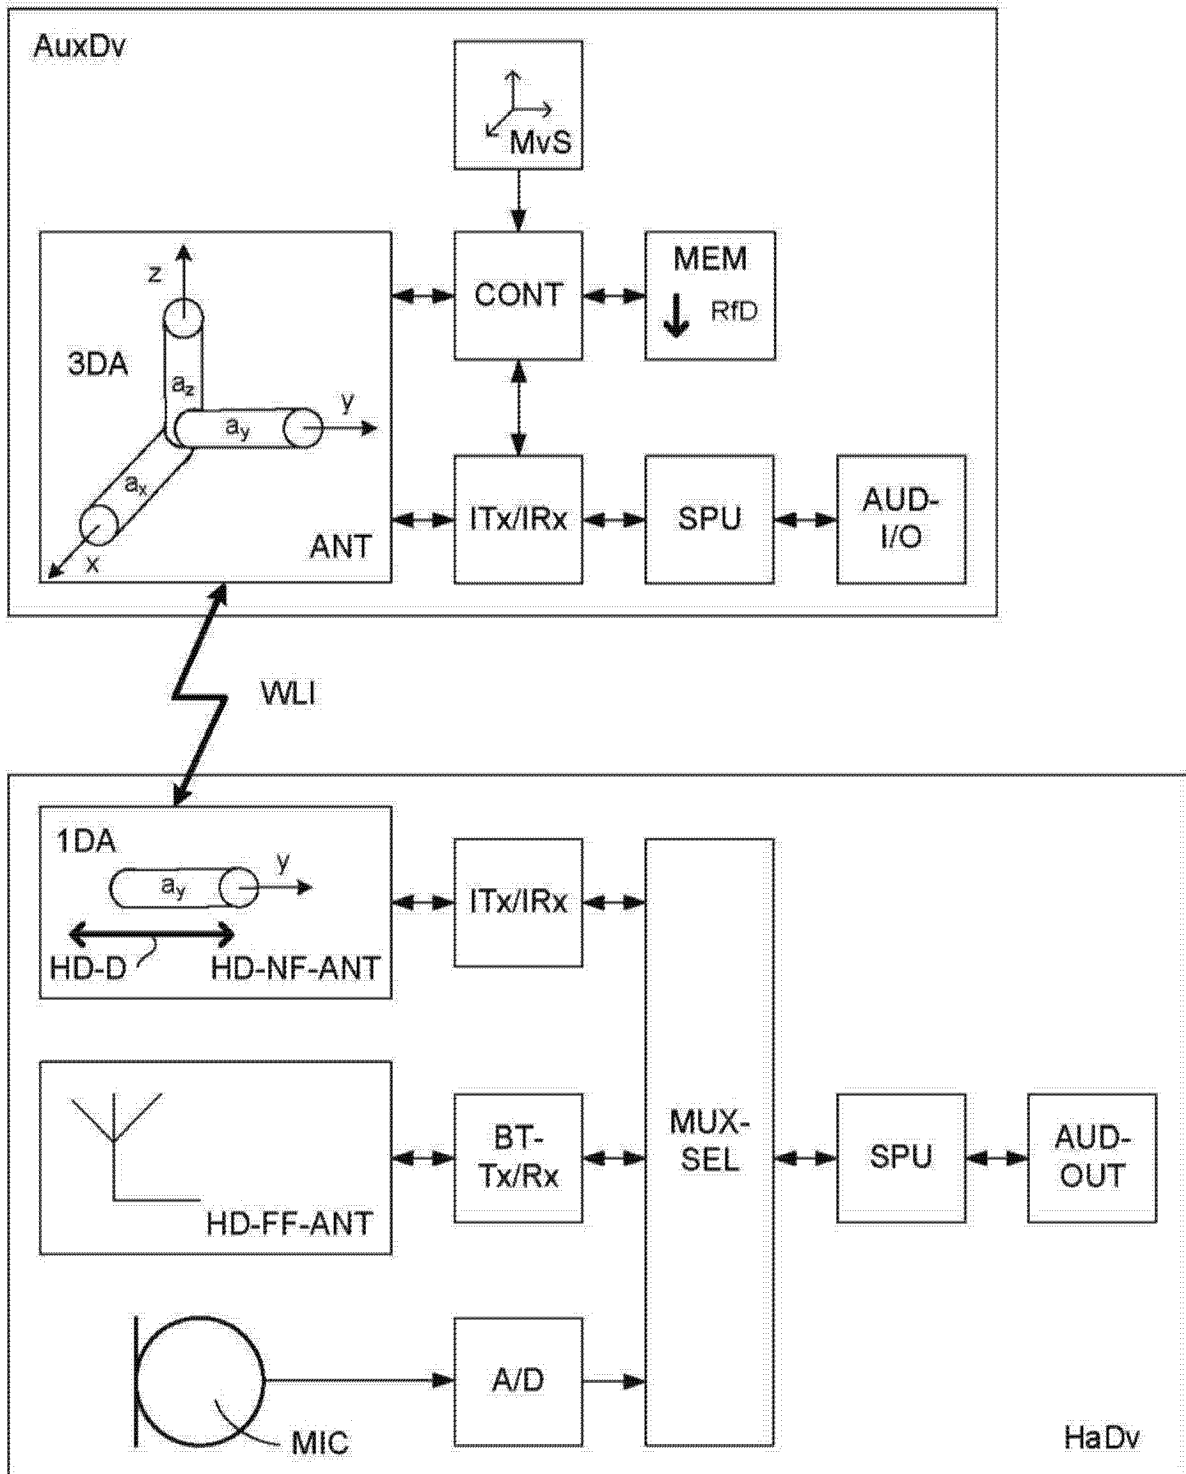 AuxDv
MvS
z
3DA
a_z
y
a_y
a_x
x
ANT
CONT
MEM
RfD
ITx/IRx
SPU
AUD-
I/O
WLI
1DA
a_y
y
HD-D
HD-NF-ANT
ITx/IRx
HD-FF-ANT
BT-
Tx/Rx
MUX-
SEL
SPU
AUD-
OUT
MIC
A/D
HaDv